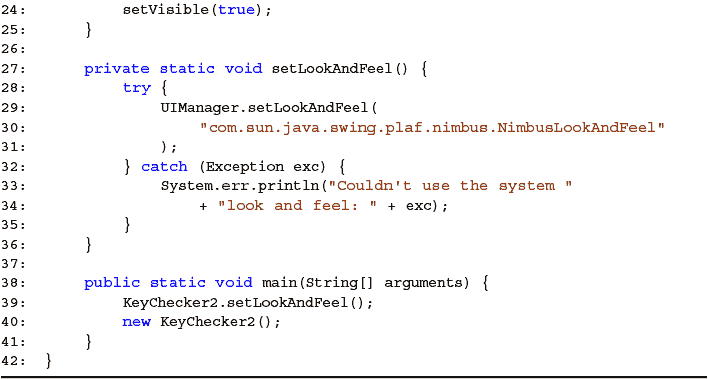 24:         setVisible(true);
25:     }
26:
27:     private static void setLookAndFeel() {
28:         try {
29:             UIManager.setLookAndFeel(
30:                 "com.sun.java.swing.plaf.nimbus.NimbusLookAndFeel"
31:             );
32:         } catch (Exception exc) {
33:             System.err.println("Couldn't use the system "
34:                 + "look and feel: " + exc);
35:         }
36:     }
37:
38:     public static void main(String[] arguments) {
39:         KeyChecker2.setLookAndFeel();
40:         new KeyChecker2();
41:     }
42: }